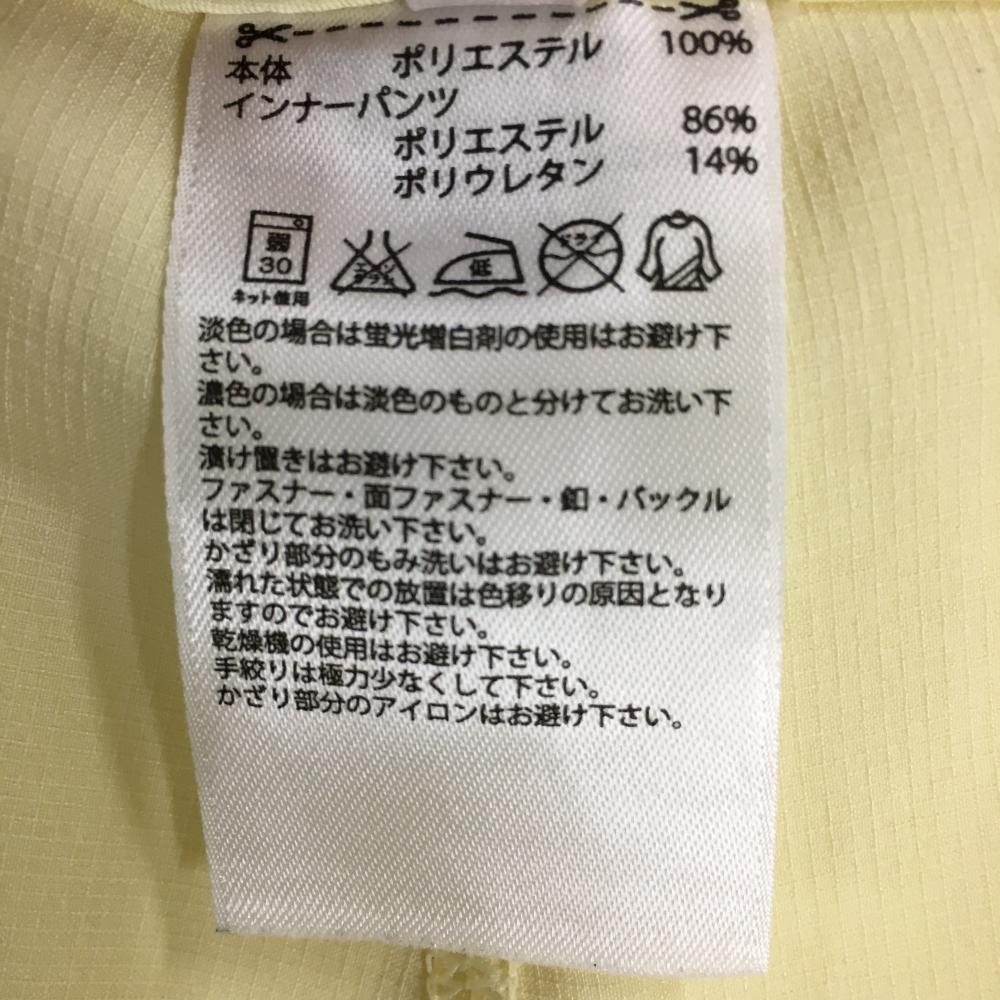 本体 ポリエステル 100%
インナーパンツ
ポリエステル 86%
ポリウレタン 14%
弱
30
ネット使用
エンソ
サラシ
低
ドライ
淡色の場合は蛍光増白剤の使用はお避け下
さい。
濃色の場合は淡色のものと分けてお洗い下
さい。
漬け置きはお避け下さい。
ファスナー・面ファスナー・釦・バックル
は閉じてお洗い下さい。
かざり部分のもみ洗いはお避け下さい。
濡れた状態での放置は色移りの原因となり
ますのでお避け下さい。
乾燥機の使用はお避け下さい。
手絞りは極力少なくして下さい。
かざり部分のアイロンはお避け下さい。